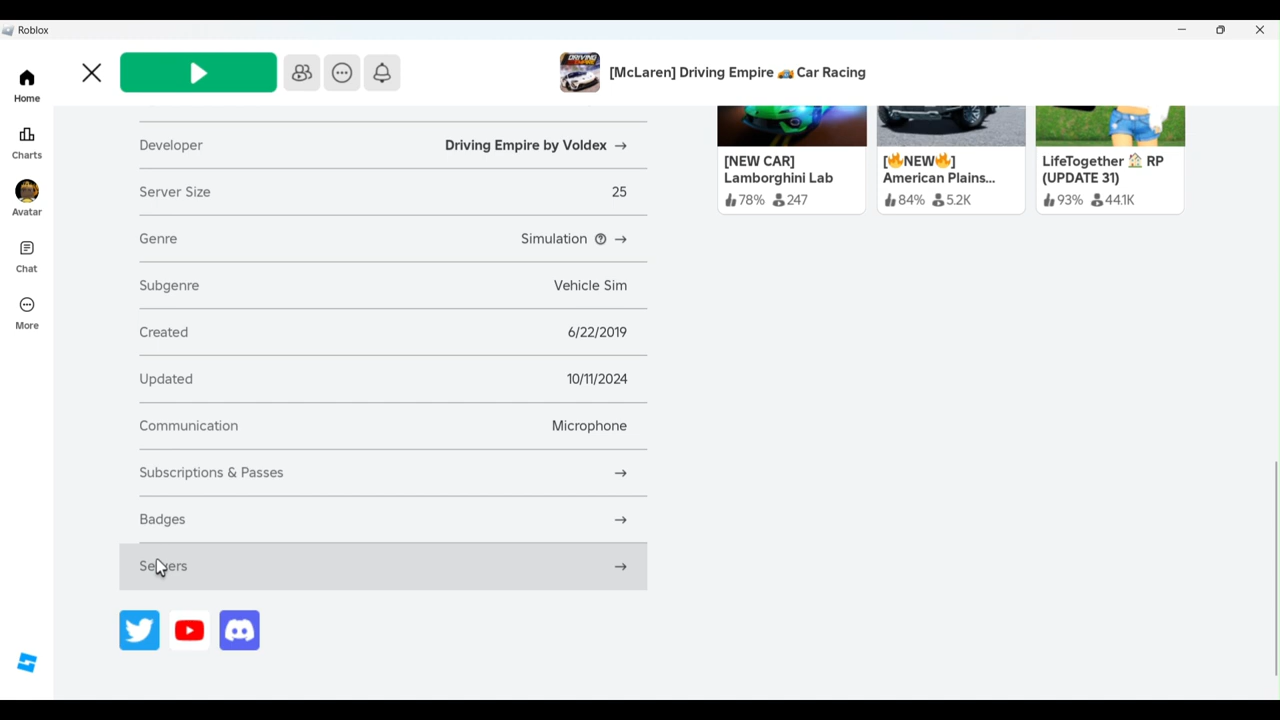 Roblox
[McLaren] Driving Empire 🚙 Car Racing
Home
Charts
Avatar
Chat
More
Developer
Driving Empire by Voldex →
Server Size
25
Genre
Simulation →
Subgenre
Vehicle Sim
Created
6/22/2019
Updated
10/11/2024
Communication
Microphone
Subscriptions & Passes →
Badges →
Servers →
[NEW CAR]
Lamborghini Lab
78% 247
[🔥NEW🔥]
American Plains...
84% 5.2K
LifeTogether 🏠 RP
(UPDATE 31)
93% 44.1K